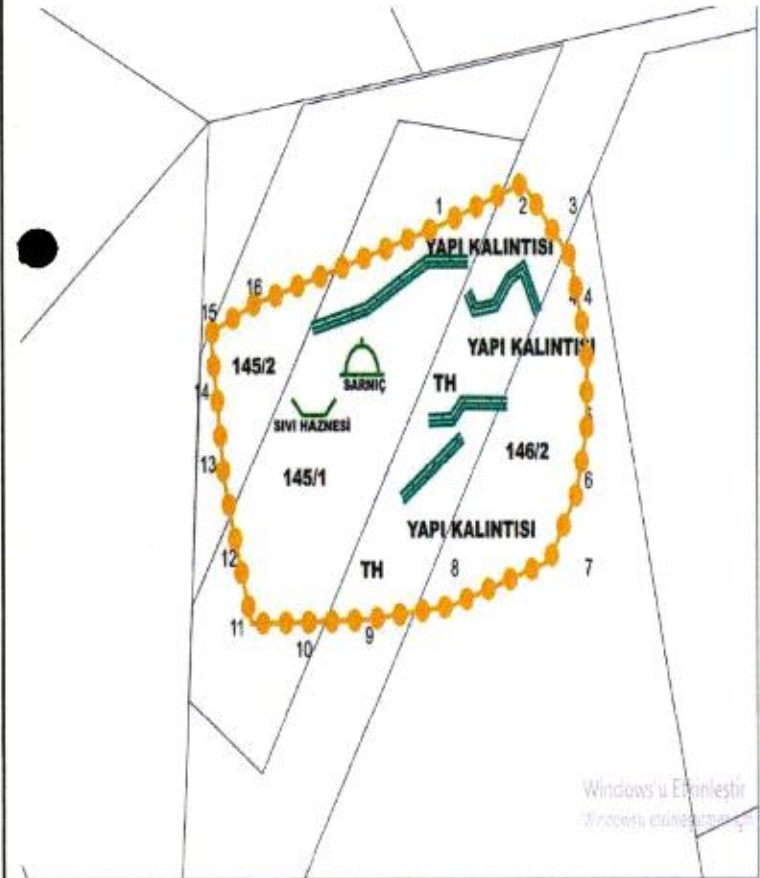 1
2
3
YAPI KALINTISI
16
4
15
YAPI KALINTISI
145/2
TH
SARNIÇ
14
SIVI HAZNESİ
5
146/2
13
145/1
6
YAPI KALINTISI
12
TH
8
7
11
9
10
Windows'u Etkinleştir